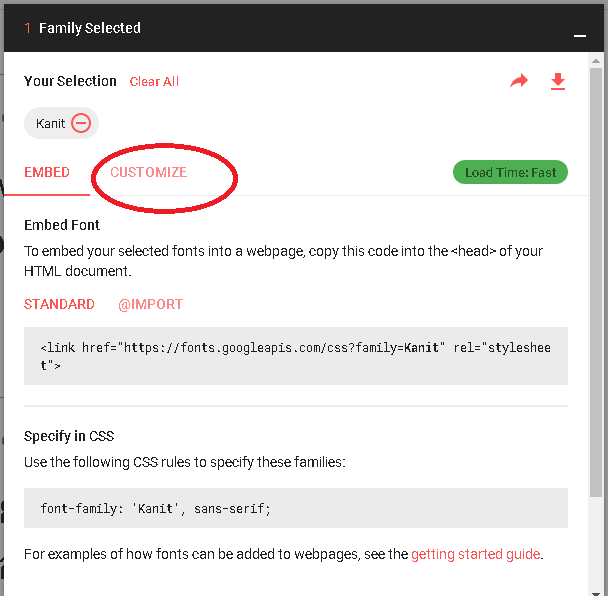 1 Family Selected
Your Selection Clear All
Kanit
EMBED CUSTOMIZE Load Time: Fast
Embed Font
To embed your selected fonts into a webpage, copy this code into the <head> of your
HTML document.
STANDARD @IMPORT
<link href="https://fonts.googleapis.com/css?family=Kanit" rel="styleshee
t">
Specify in CSS
Use the following CSS rules to specify these families:
font-family: 'Kanit', sans-serif;
For examples of how fonts can be added to webpages, see the getting started guide.